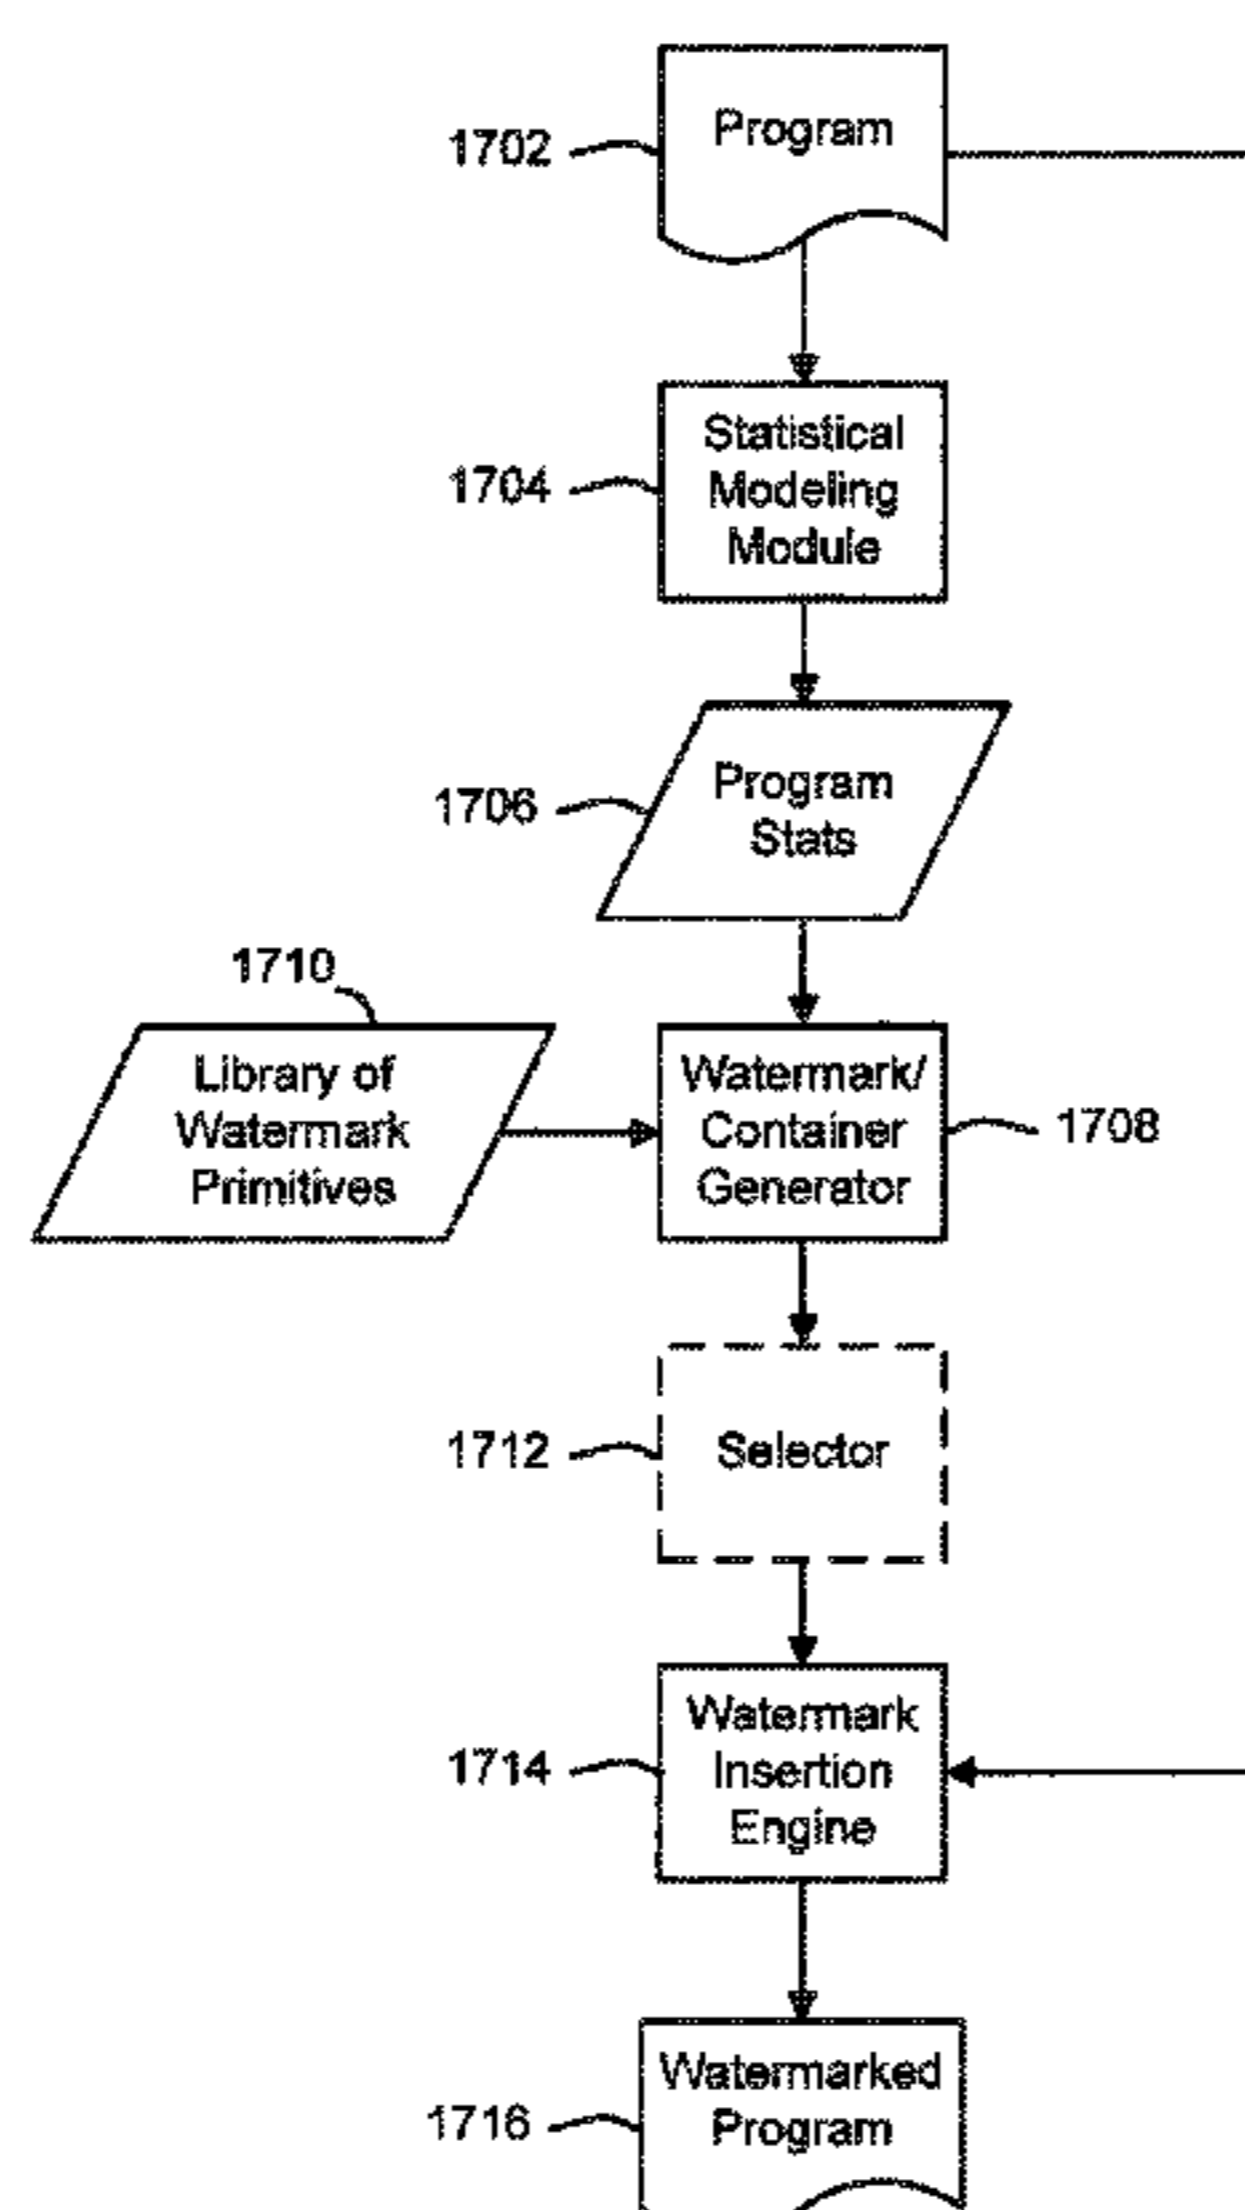 Program
1702
Statistical
Modeling
Module
1704
Program
Stats
1706
1710
Library of
Watermark
Primitives
Watermark/
Container
Generator
1708
Selector
1712
Watermark
Insertion
Engine
1714
Watermarked
Program
1716